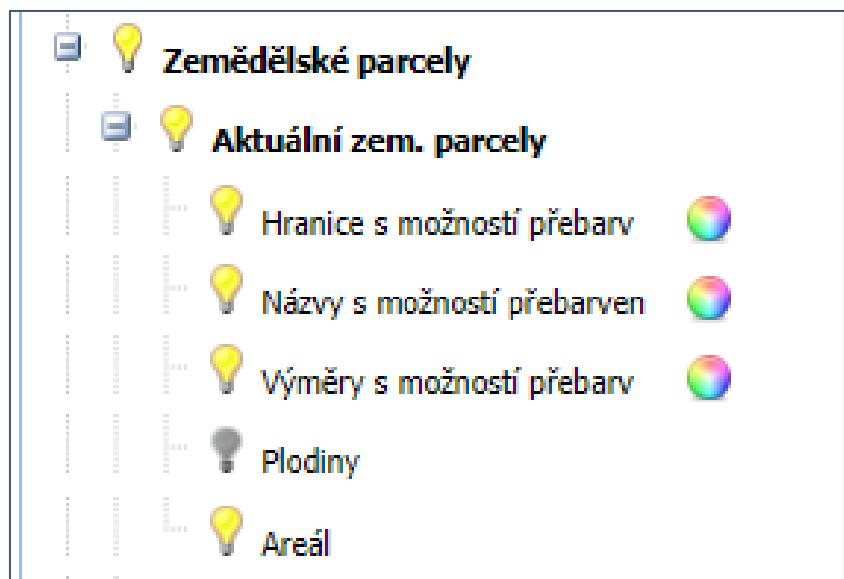 Zemědělské parcely
Aktuální zem. parcely
Hranice s možností přebarv
Názvy s možností přebarven
Výměry s možností přebarv
Plodiny
Areál